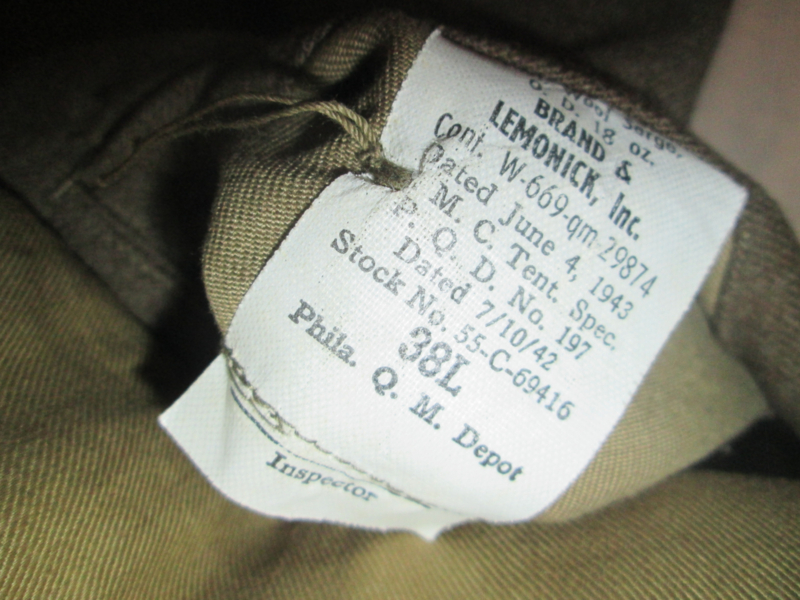 O. D. 18 oz.
BRAND &
LEMONICK, Inc.
Cont. W-669-qm-29874
Dated June 4, 1943
M. C. Tent. Spec.
P. Q. D. No. 197
Dated 7/10/42
Stock No. 55-C-69416
38L
Phila. Q. M. Depot
Inspector